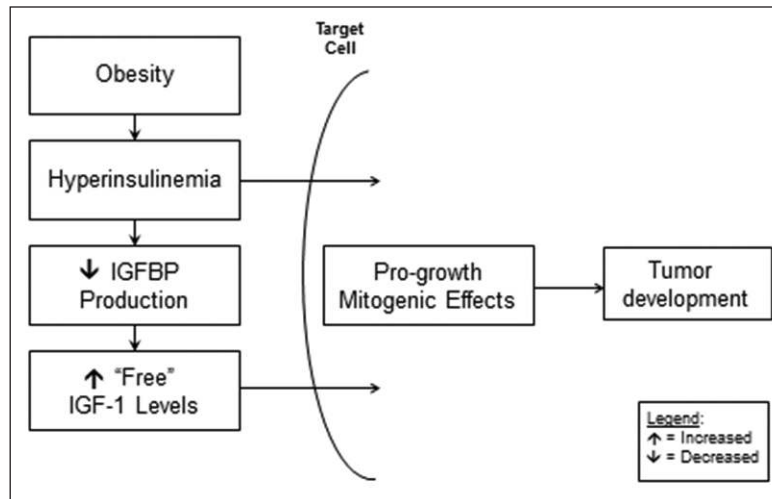 Target
Cell
Obesity
Hyperinsulinemia
↓ IGFBP
Production
↑ “Free”
IGF-1 Levels
Pro-growth
Mitogenic Effects
Tumor
development
Legend:
↑ = Increased
↓ = Decreased